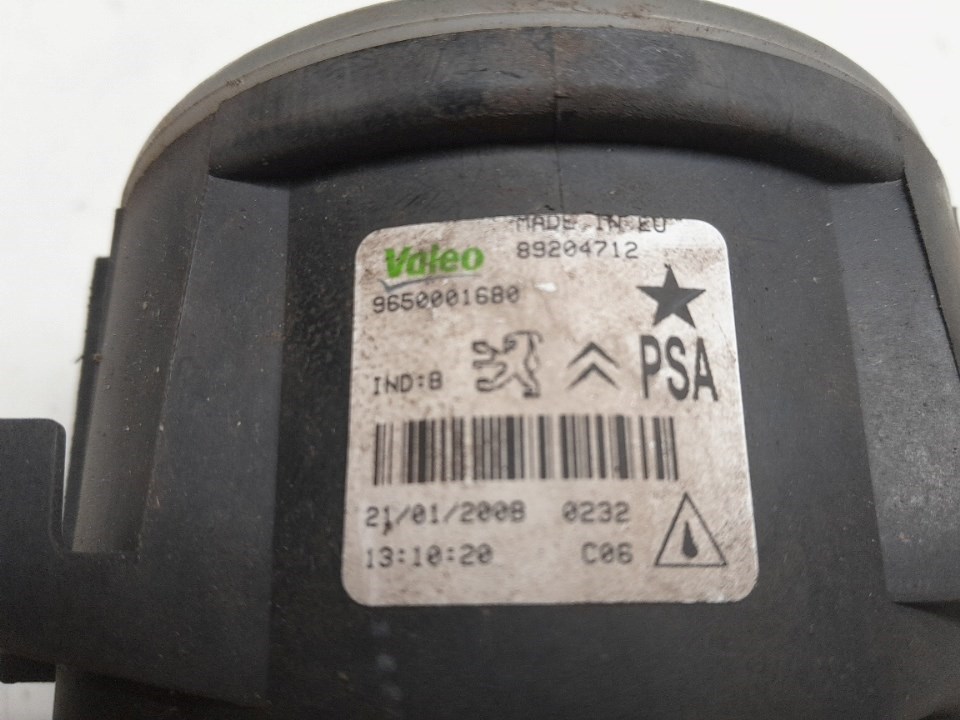 MADE IN EU
Valeo 89204712
9650001680
IND:B PSA
21/01/2008 0232
13:10:20 C06